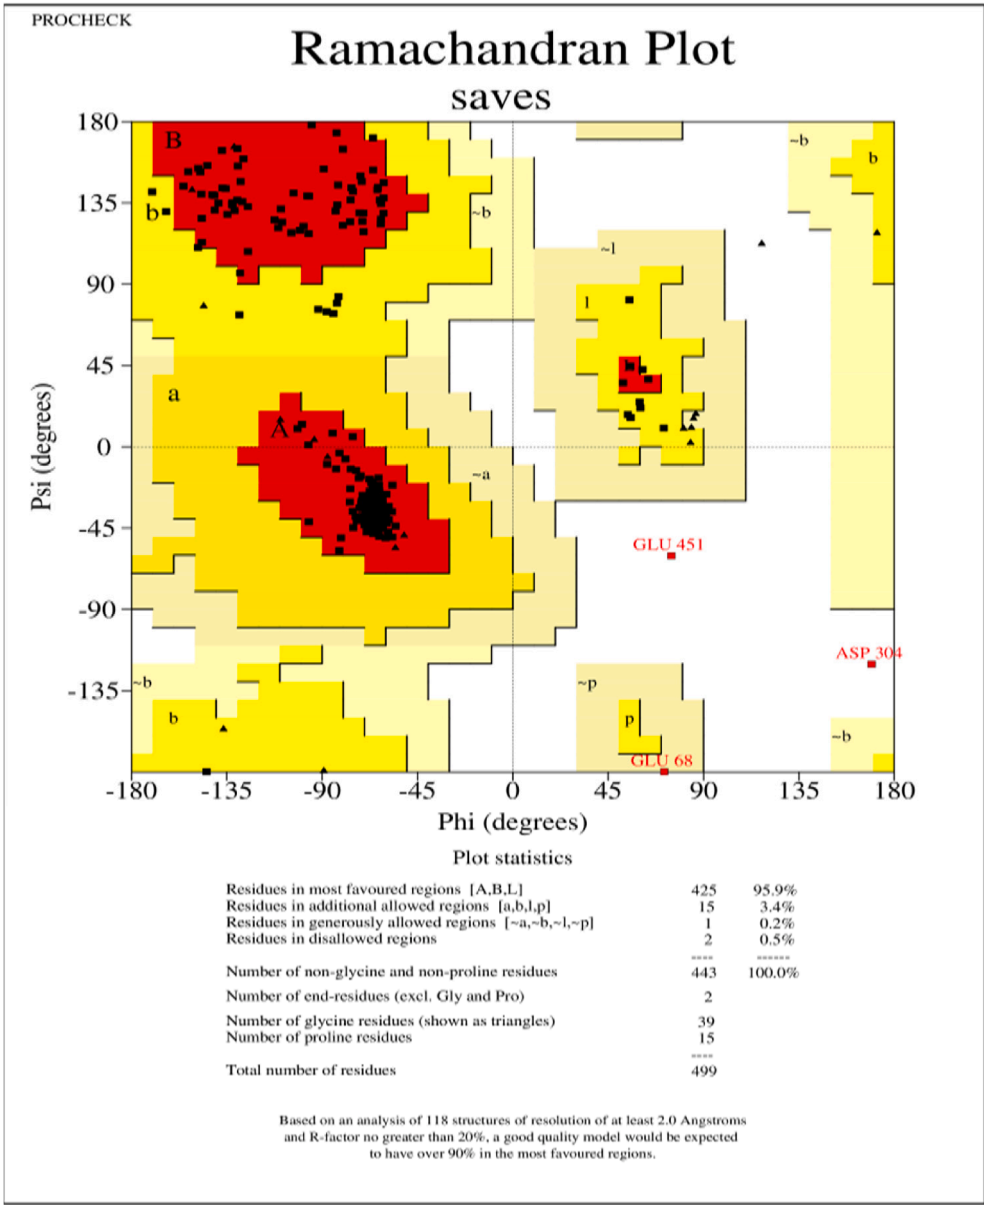 PROCHECK
Ramachandran Plot
saves
180
B
~b
b
135
b
~b
~l
90
l
45
a
A
0
~a
-45
GLU 451
-90
ASP 304
-135
~b
~p
b
p
~b
GLU 68
-180 -135 -90 -45 0 45 90 135 180
Psi (degrees)
Phi (degrees)
Plot statistics
Residues in most favoured regions [A,B,L] 425 95.9%
Residues in additional allowed regions [a,b,l,p] 15 3.4%
Residues in generously allowed regions [~a,~b,~l,~p] 1 0.2%
Residues in disallowed regions 2 0.5%
---- ------
Number of non-glycine and non-proline residues 443 100.0%
Number of end-residues (excl. Gly and Pro) 2
Number of glycine residues (shown as triangles) 39
Number of proline residues 15
----
Total number of residues 499
Based on an analysis of 118 structures of resolution of at least 2.0 Angstroms
and R-factor no greater than 20%, a good quality model would be expected
to have over 90% in the most favoured regions.